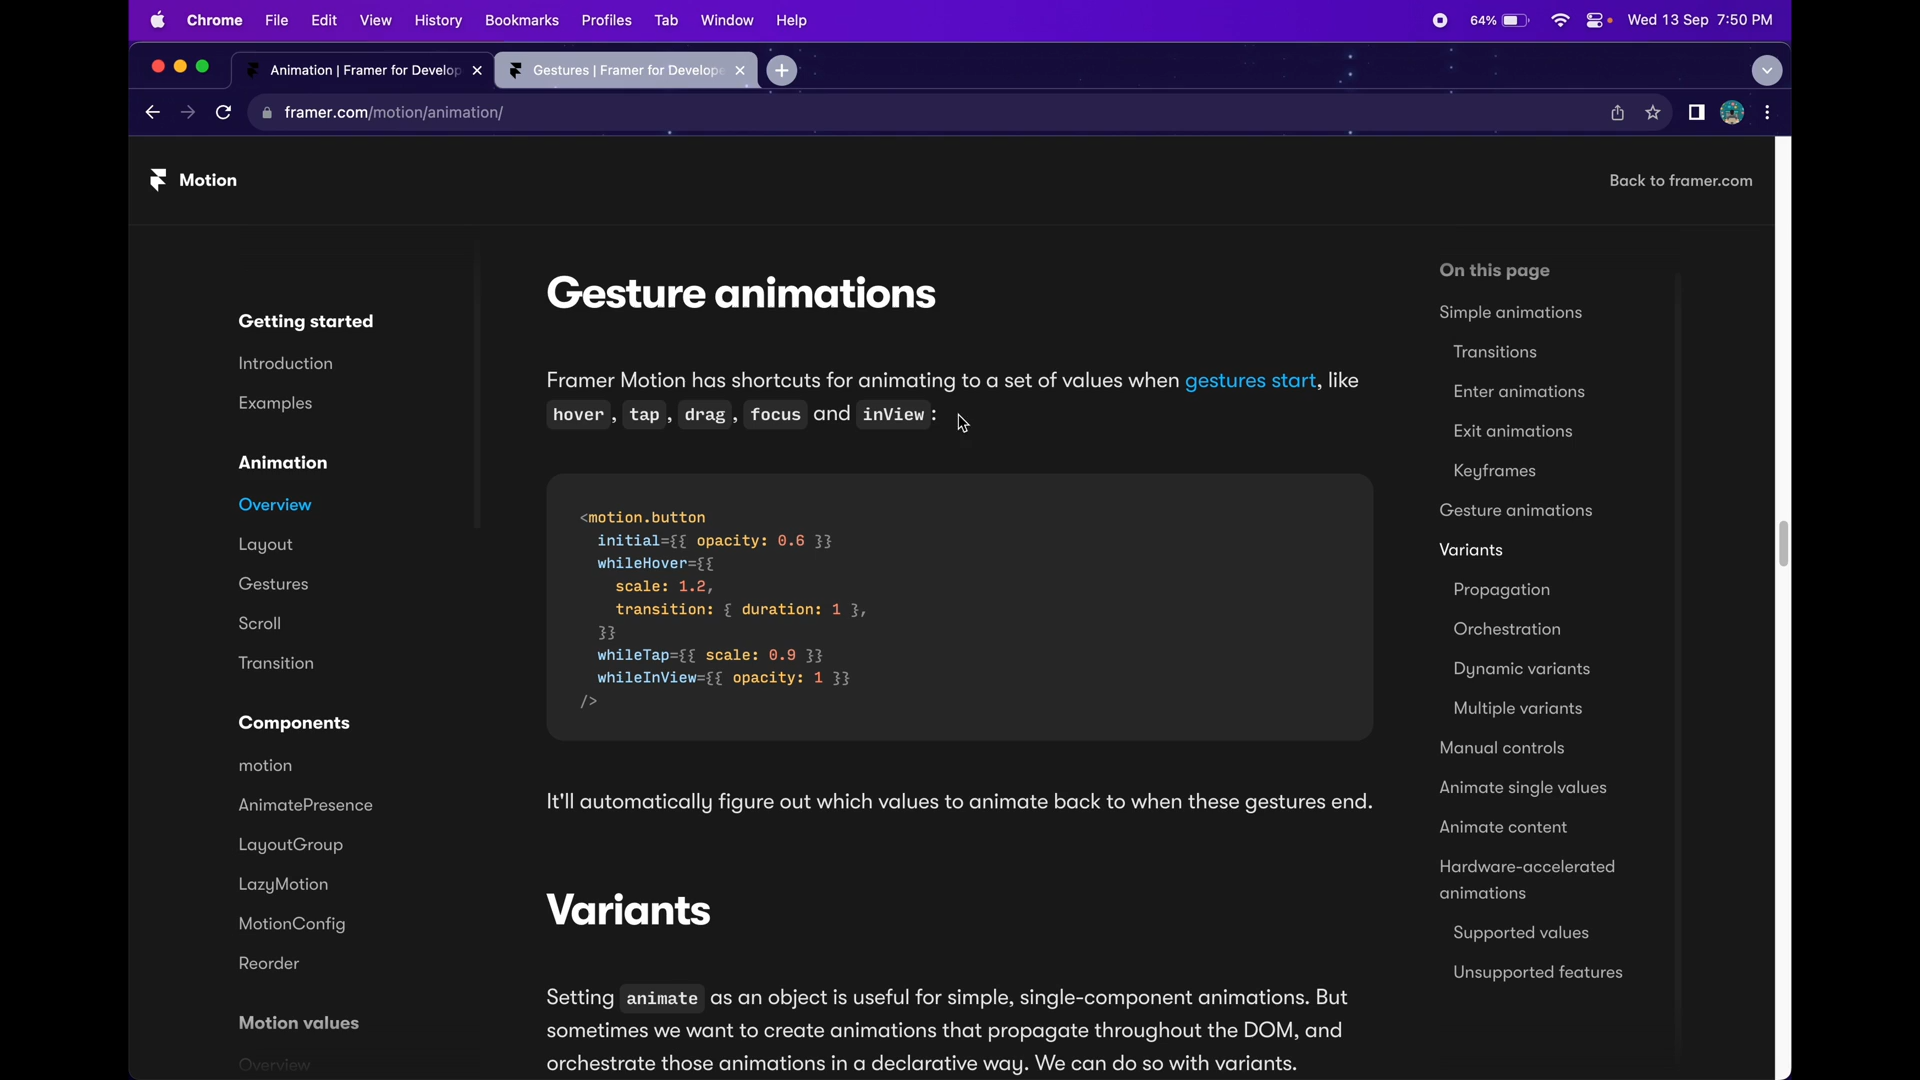 Chrome File Edit View History Bookmarks Profiles Tab Window Help 64% Wed 13 Sep 7:50 PM
Animation | Framer for Develop Gestures | Framer for Develope
framer.com/motion/animation/
Motion
Back to framer.com
Getting started
Introduction
Examples
Animation
Overview
Layout
Gestures
Scroll
Transition
Components
motion
AnimatePresence
LayoutGroup
LazyMotion
MotionConfig
Reorder
Motion values
Overview
Gesture animations
Framer Motion has shortcuts for animating to a set of values when gestures start, like
hover, tap, drag, focus and inView:
<motion.button
initial={{ opacity: 0.6 }}
whileHover={{
scale: 1.2,
transition: { duration: 1 },
}}
whileTap={{ scale: 0.9 }}
whileInView={{ opacity: 1 }}
/>
It'll automatically figure out which values to animate back to when these gestures end.
Variants
Setting animate as an object is useful for simple, single-component animations. But
sometimes we want to create animations that propagate throughout the DOM, and
orchestrate those animations in a declarative way. We can do so with variants.
On this page
Simple animations
Transitions
Enter animations
Exit animations
Keyframes
Gesture animations
Variants
Propagation
Orchestration
Dynamic variants
Multiple variants
Manual controls
Animate single values
Animate content
Hardware-accelerated
animations
Supported values
Unsupported features